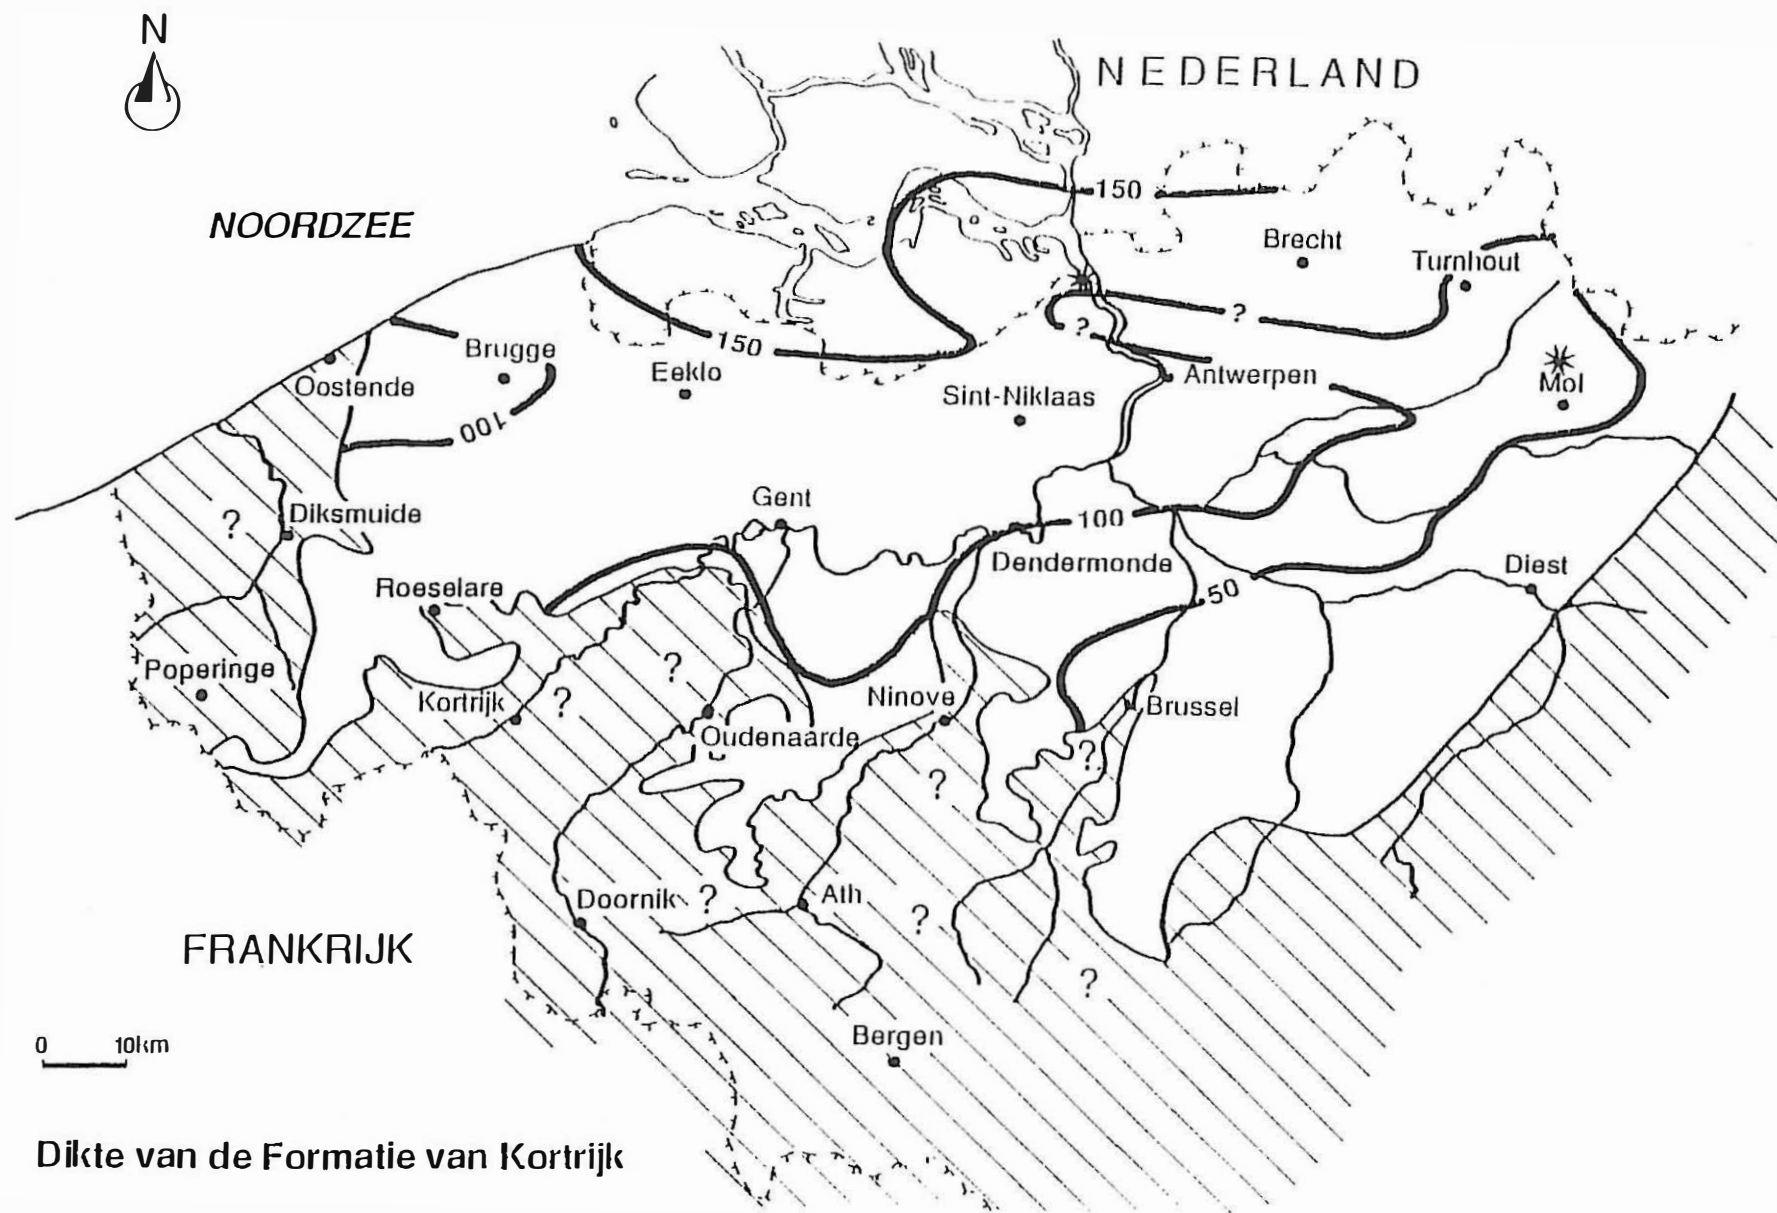 N
NEDERLAND
150
NOORDZEE
Brecht
Turnhout
?
?
150
Brugge
Eeklo
Antwerpen
Mol
Oostende
Sint-Niklaas
100
Gent
Diksmuide
?
100
Dendermonde
Diest
Roeselare
50
Poperinge
?
Ninove
Kortrijk
?
Brussel
Oudenaarde
?
?
Doornik
?
Ath
?
FRANKRIJK
?
Bergen
0 10km
Dikte van de Formatie van Kortrijk